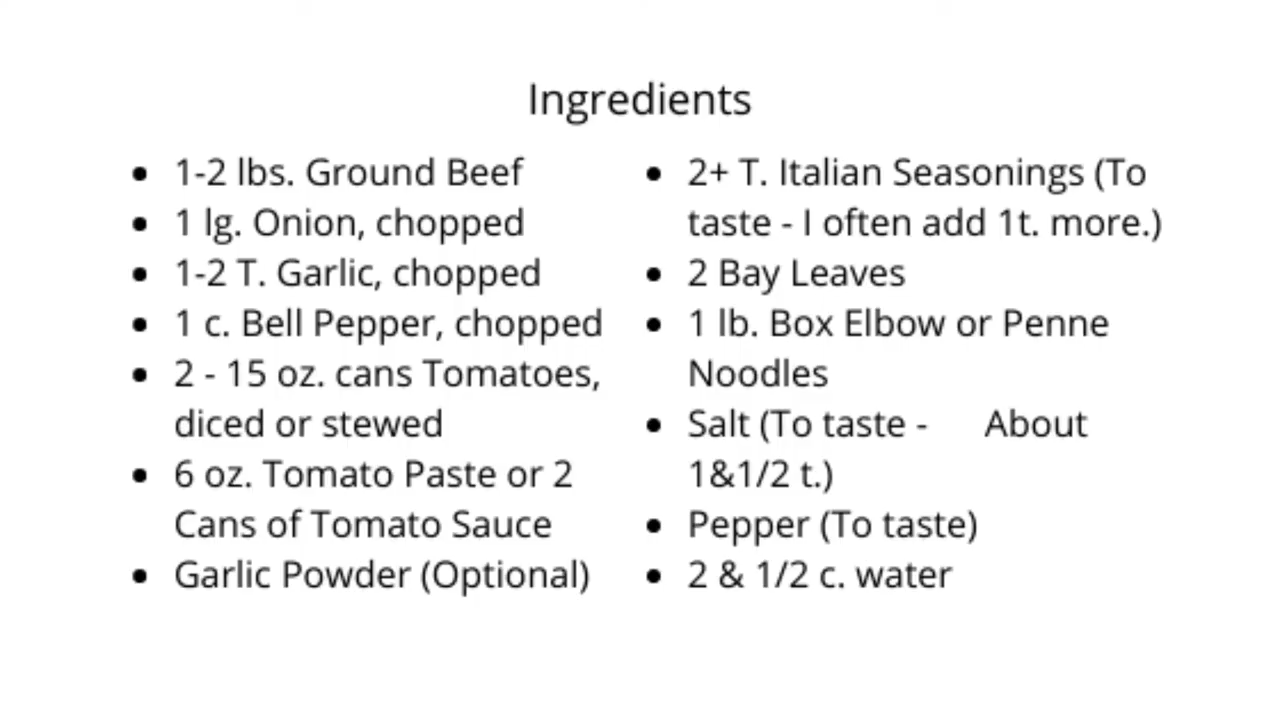 Ingredients
• 1-2 lbs. Ground Beef
• 1 lg. Onion, chopped
• 1-2 T. Garlic, chopped
• 1 c. Bell Pepper, chopped
• 2 - 15 oz. cans Tomatoes,
diced or stewed
• 6 oz. Tomato Paste or 2
Cans of Tomato Sauce
• Garlic Powder (Optional)
• 2+ T. Italian Seasonings (To
taste - I often add 1t. more.)
• 2 Bay Leaves
• 1 lb. Box Elbow or Penne
Noodles
• Salt (To taste - About
1&1/2 t.)
• Pepper (To taste)
• 2 & 1/2 c. water